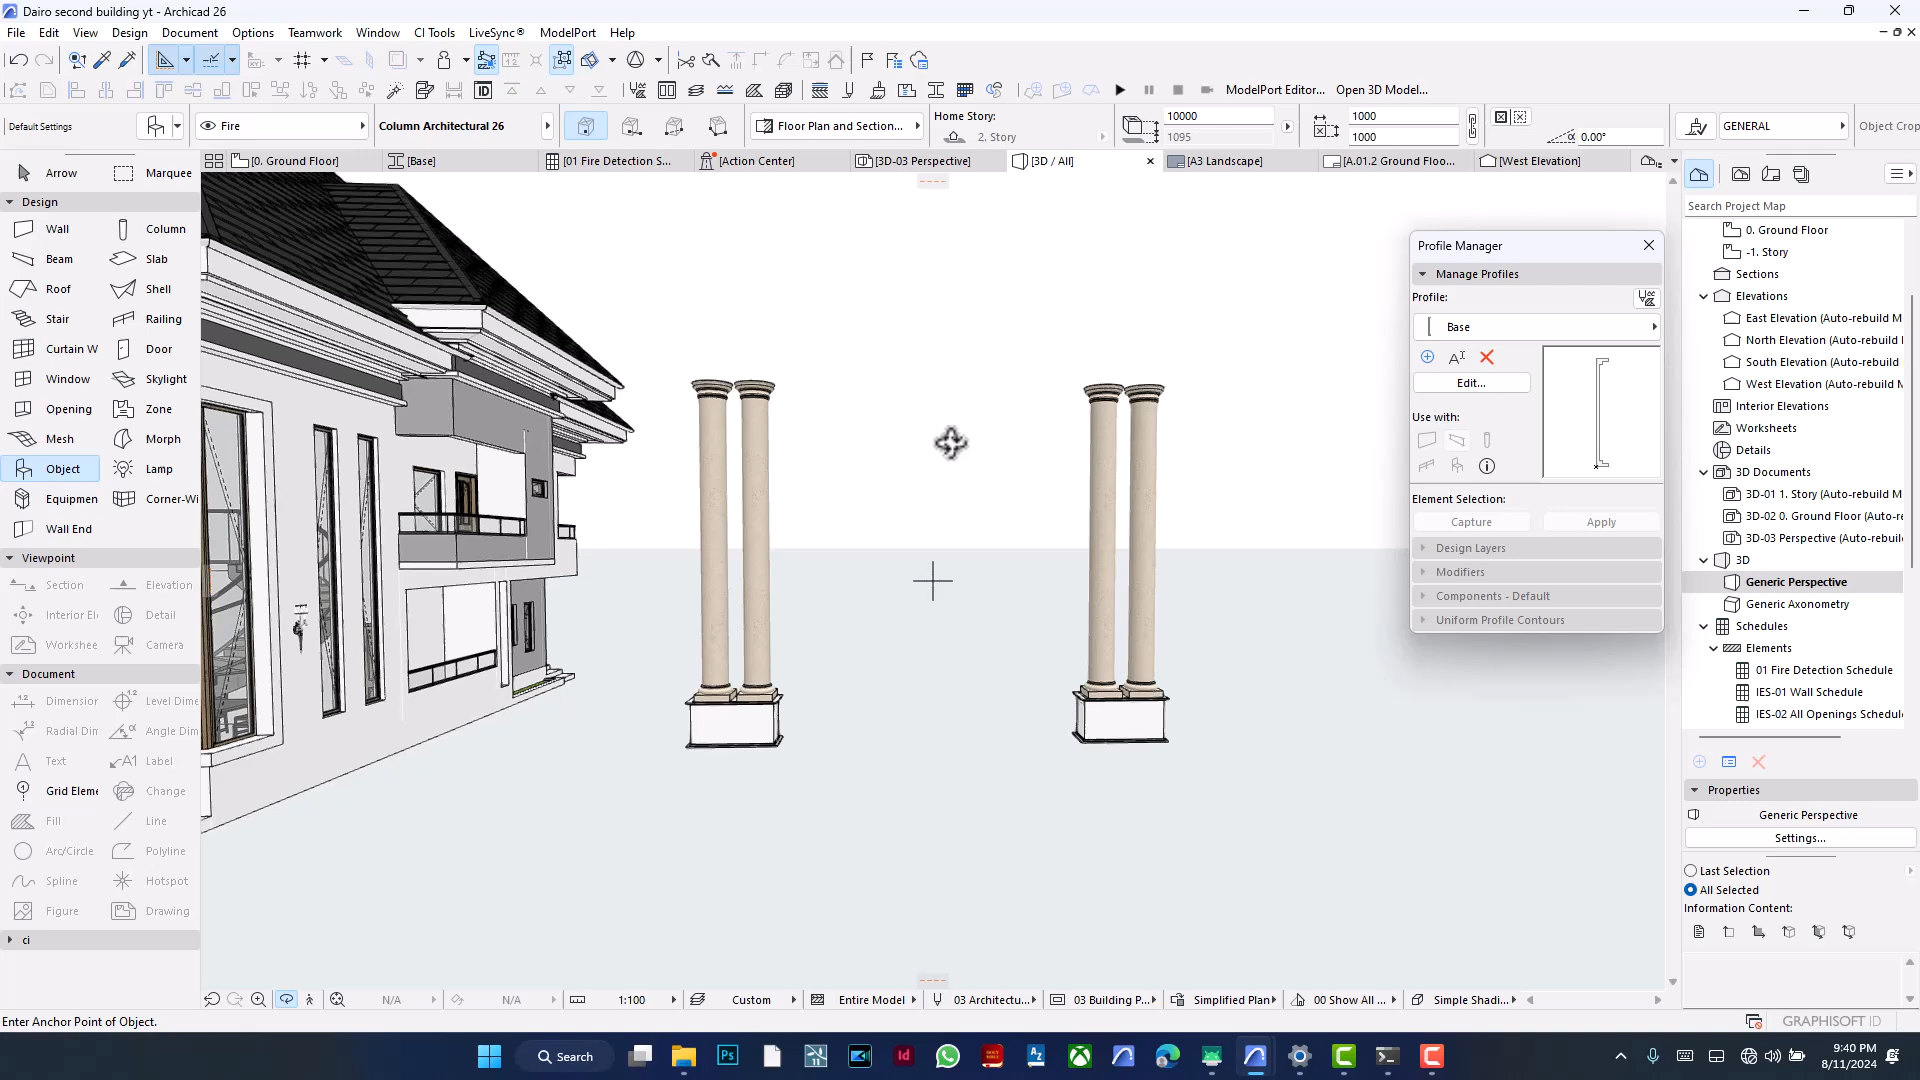 Dairo second building yt - Archicad 26
File Edit View Design Document Options Teamwork Window CI Tools LiveSync® ModelPort Help
ModelPort Editor... Open 3D Model...
Default Settings Fire Column Architectural 26 Floor Plan and Section... Home Story: 2. Story 10000 1095 1000 1000 0.00° GENERAL Object Crop
[0. Ground Floor] [Base] [01 Fire Detection S... [Action Center] [3D-03 Perspective] [3D / All] [A3 Landscape] [A.01.2 Ground Floo... [West Elevation]
Arrow Marquee
Design
Wall Column
Beam Slab
Roof Shell
Stair Railing
Curtain W Door
Window Skylight
Opening Zone
Mesh Morph
Object Lamp
Equipmen Corner-Wi
Wall End
Viewpoint
Section Elevation
Interior El Detail
Workshee Camera
Document
Dimension Level Dime
Radial Dim Angle Dim
Text Label
Grid Eleme Change
Fill Line
Arc/Circle Polyline
Spline Hotspot
Figure Drawing
ci
Profile Manager
Manage Profiles
Profile:
Base
Edit...
Use with:
Element Selection:
Capture Apply
Design Layers
Modifiers
Components - Default
Uniform Profile Contours
Search Project Map
0. Ground Floor
-1. Story
Sections
Elevations
East Elevation (Auto-rebuild M
North Elevation (Auto-rebuild
South Elevation (Auto-rebuild
West Elevation (Auto-rebuild M
Interior Elevations
Worksheets
Details
3D Documents
3D-01 1. Story (Auto-rebuild M
3D-02 0. Ground Floor (Auto-re
3D-03 Perspective (Auto-rebuil
3D
Generic Perspective
Generic Axonometry
Schedules
Elements
01 Fire Detection Schedule
IES-01 Wall Schedule
IES-02 All Openings Schedul
Properties
Generic Perspective
Settings...
Last Selection
All Selected
Information Content:
N/A N/A 1:100 Custom Entire Model 03 Architectu... 03 Building P... Simplified Plan 00 Show All ... Simple Shadi...
Enter Anchor Point of Object.
GRAPHISOFT ID
Search
9:40 PM
8/11/2024